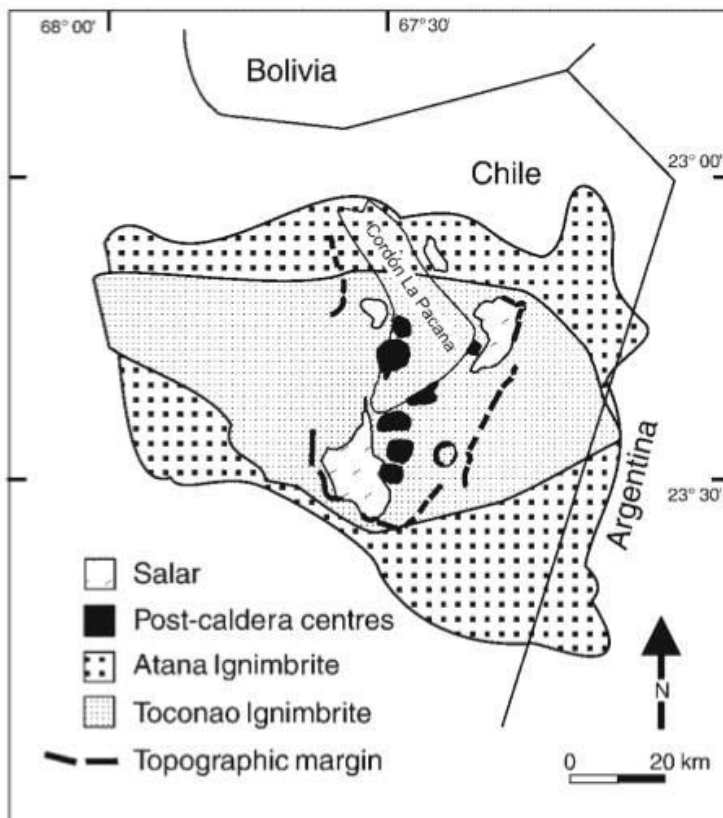 68° 00'
67° 30'
Bolivia
23° 00'
Chile
Cordón La Pacana
Argentina
23° 30'
Salar
Post-caldera centres
Atana Ignimbrite
Toconao Ignimbrite
Topographic margin
N
0 20 km